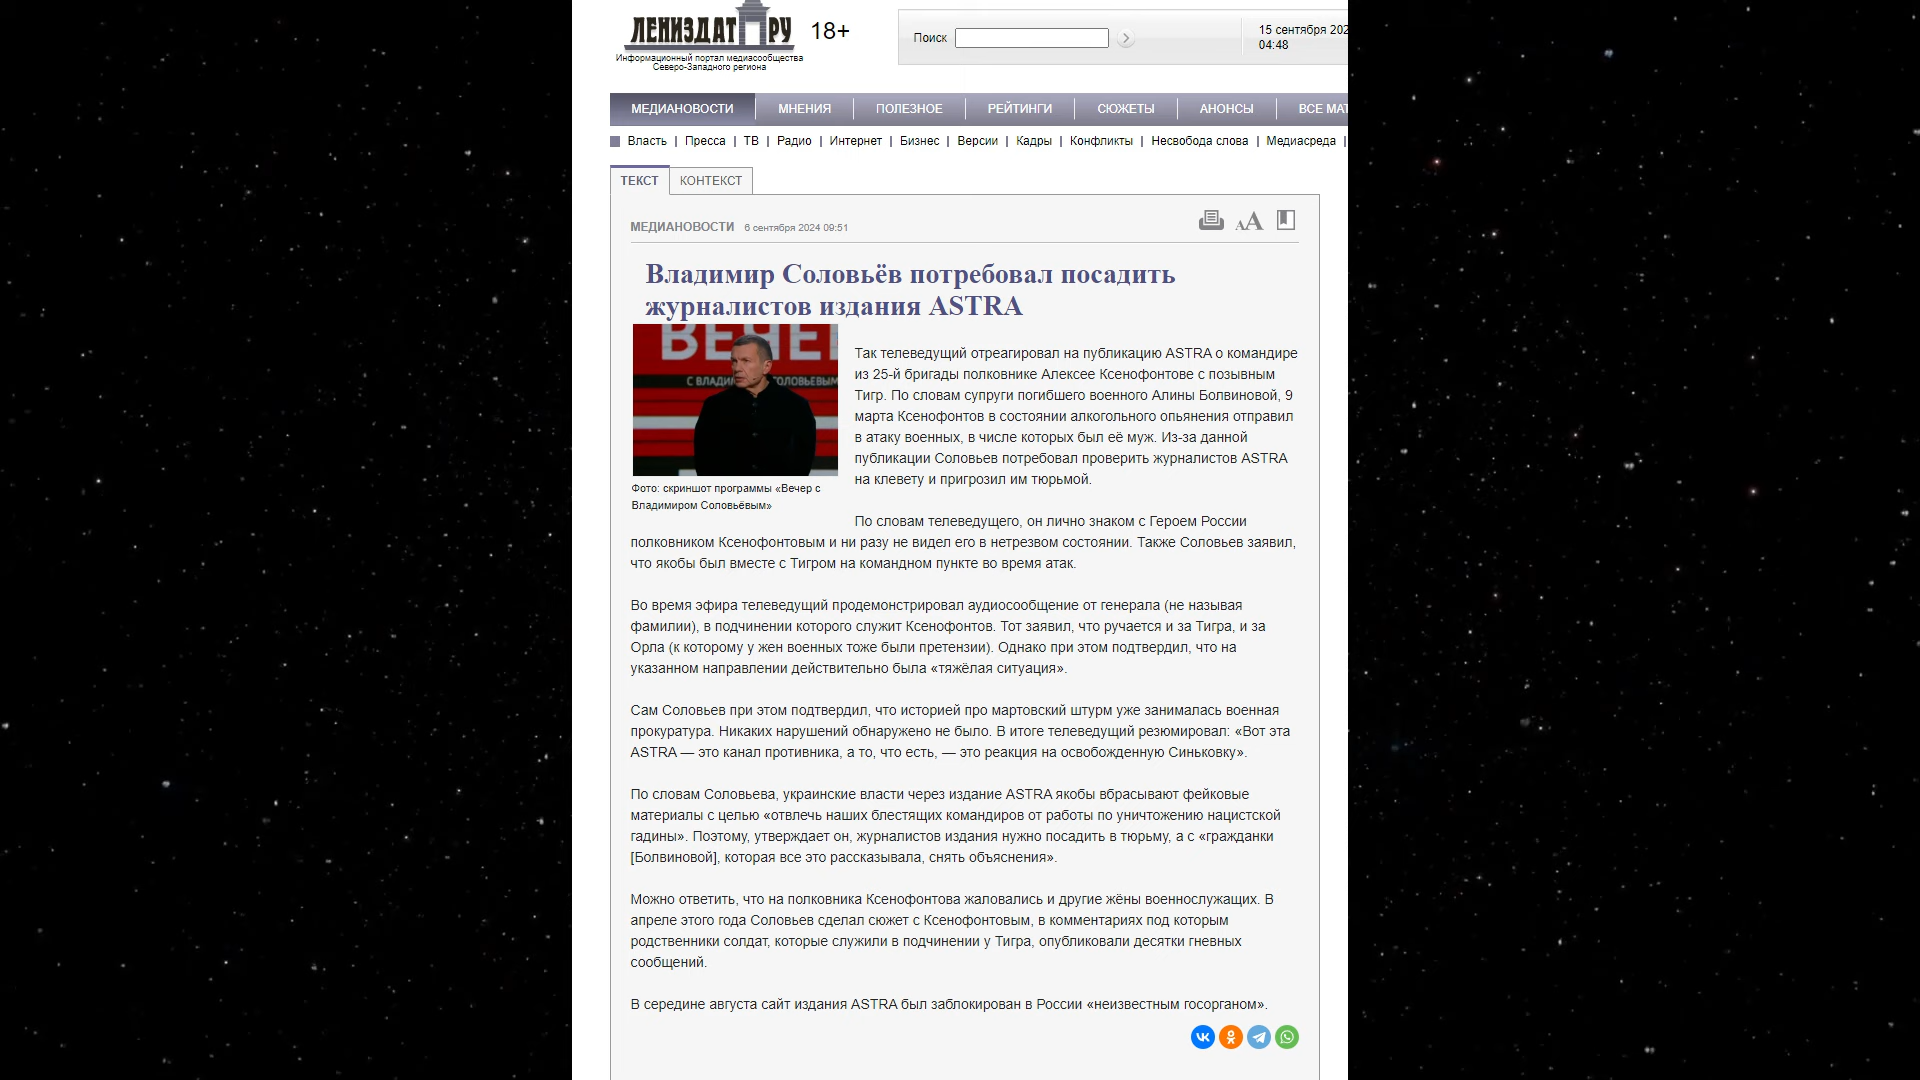 ЛЕНИЗДАТ РУ
18+
Информационный портал медиасообщества
Северо-Западного региона
Поиск
15 сентября 202
04:48
МЕДИАНОВОСТИ МНЕНИЯ ПОЛЕЗНОЕ РЕЙТИНГИ СЮЖЕТЫ АНОНСЫ ВСЕ МАТ
Власть | Пресса | ТВ | Радио | Интернет | Бизнес | Версии | Кадры | Конфликты | Несвобода слова | Медиасреда |
ТЕКСТ КОНТЕКСТ
МЕДИАНОВОСТИ 6 сентября 2024 09:51
Владимир Соловьёв потребовал посадить
журналистов издания ASTRA
ВЕЧЕР
С ВЛАДИ СОЛОВЬЕВЫМ
Фото: скриншот программы «Вечер с
Владимиром Соловьёвым»
Так телеведущий отреагировал на публикацию ASTRA о командире
из 25-й бригады полковнике Алексее Ксенофонтове с позывным
Тигр. По словам супруги погибшего военного Алины Болвиновой, 9
марта Ксенофонтов в состоянии алкогольного опьянения отправил
в атаку военных, в числе которых был её муж. Из-за данной
публикации Соловьев потребовал проверить журналистов ASTRA
на клевету и пригрозил им тюрьмой.
По словам телеведущего, он лично знаком с Героем России
полковником Ксенофонтовым и ни разу не видел его в нетрезвом состоянии. Также Соловьев заявил,
что якобы был вместе с Тигром на командном пункте во время атак.
Во время эфира телеведущий продемонстрировал аудиосообщение от генерала (не называя
фамилии), в подчинении которого служит Ксенофонтов. Тот заявил, что ручается и за Тигра, и за
Орла (к которому у жен военных тоже были претензии). Однако при этом подтвердил, что на
указанном направлении действительно была «тяжёлая ситуация».
Сам Соловьев при этом подтвердил, что историей про мартовский штурм уже занималась военная
прокуратура. Никаких нарушений обнаружено не было. В итоге телеведущий резюмировал: «Вот эта
ASTRA — это канал противника, а то, что есть, — это реакция на освобожденную Синьковку».
По словам Соловьева, украинские власти через издание ASTRA якобы вбрасывают фейковые
материалы с целью «отвлечь наших блестящих командиров от работы по уничтожению нацистской
гадины». Поэтому, утверждает он, журналистов издания нужно посадить в тюрьму, а с «гражданки
[Болвиновой], которая все это рассказывала, снять объяснения».
Можно ответить, что на полковника Ксенофонтова жаловались и другие жёны военнослужащих. В
апреле этого года Соловьев сделал сюжет с Ксенофонтовым, в комментариях под которым
родственники солдат, которые служили в подчинении у Тигра, опубликовали десятки гневных
сообщений.
В середине августа сайт издания ASTRA был заблокирован в России «неизвестным госорганом».